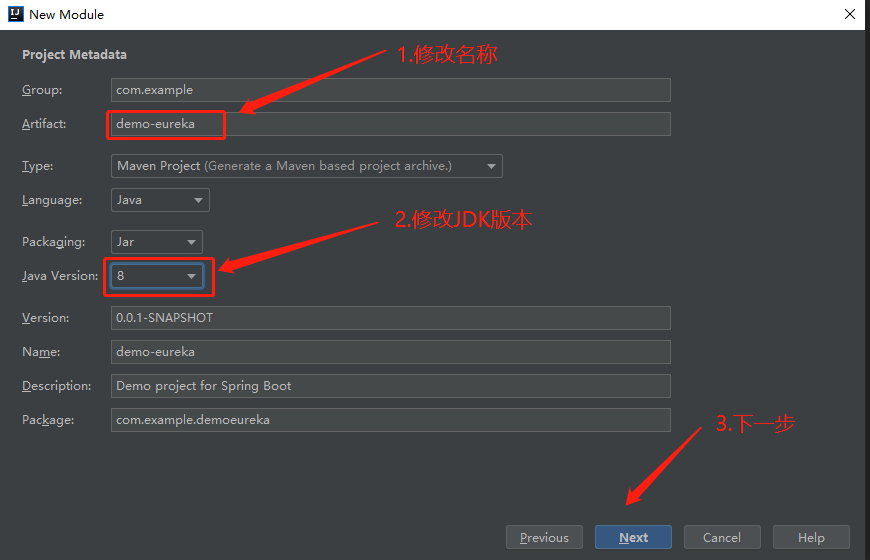 New Module
Project Metadata
1.修改名称
Group: com.example
Artifact: demo-eureka
Type: Maven Project (Generate a Maven based project archive.)
Language: Java
2.修改JDK版本
Packaging: Jar
Java Version: 8
Version: 0.0.1-SNAPSHOT
Name: demo-eureka
Description: Demo project for Spring Boot
Package: com.example.demoeureka
3.下一步
Previous Next Cancel Help